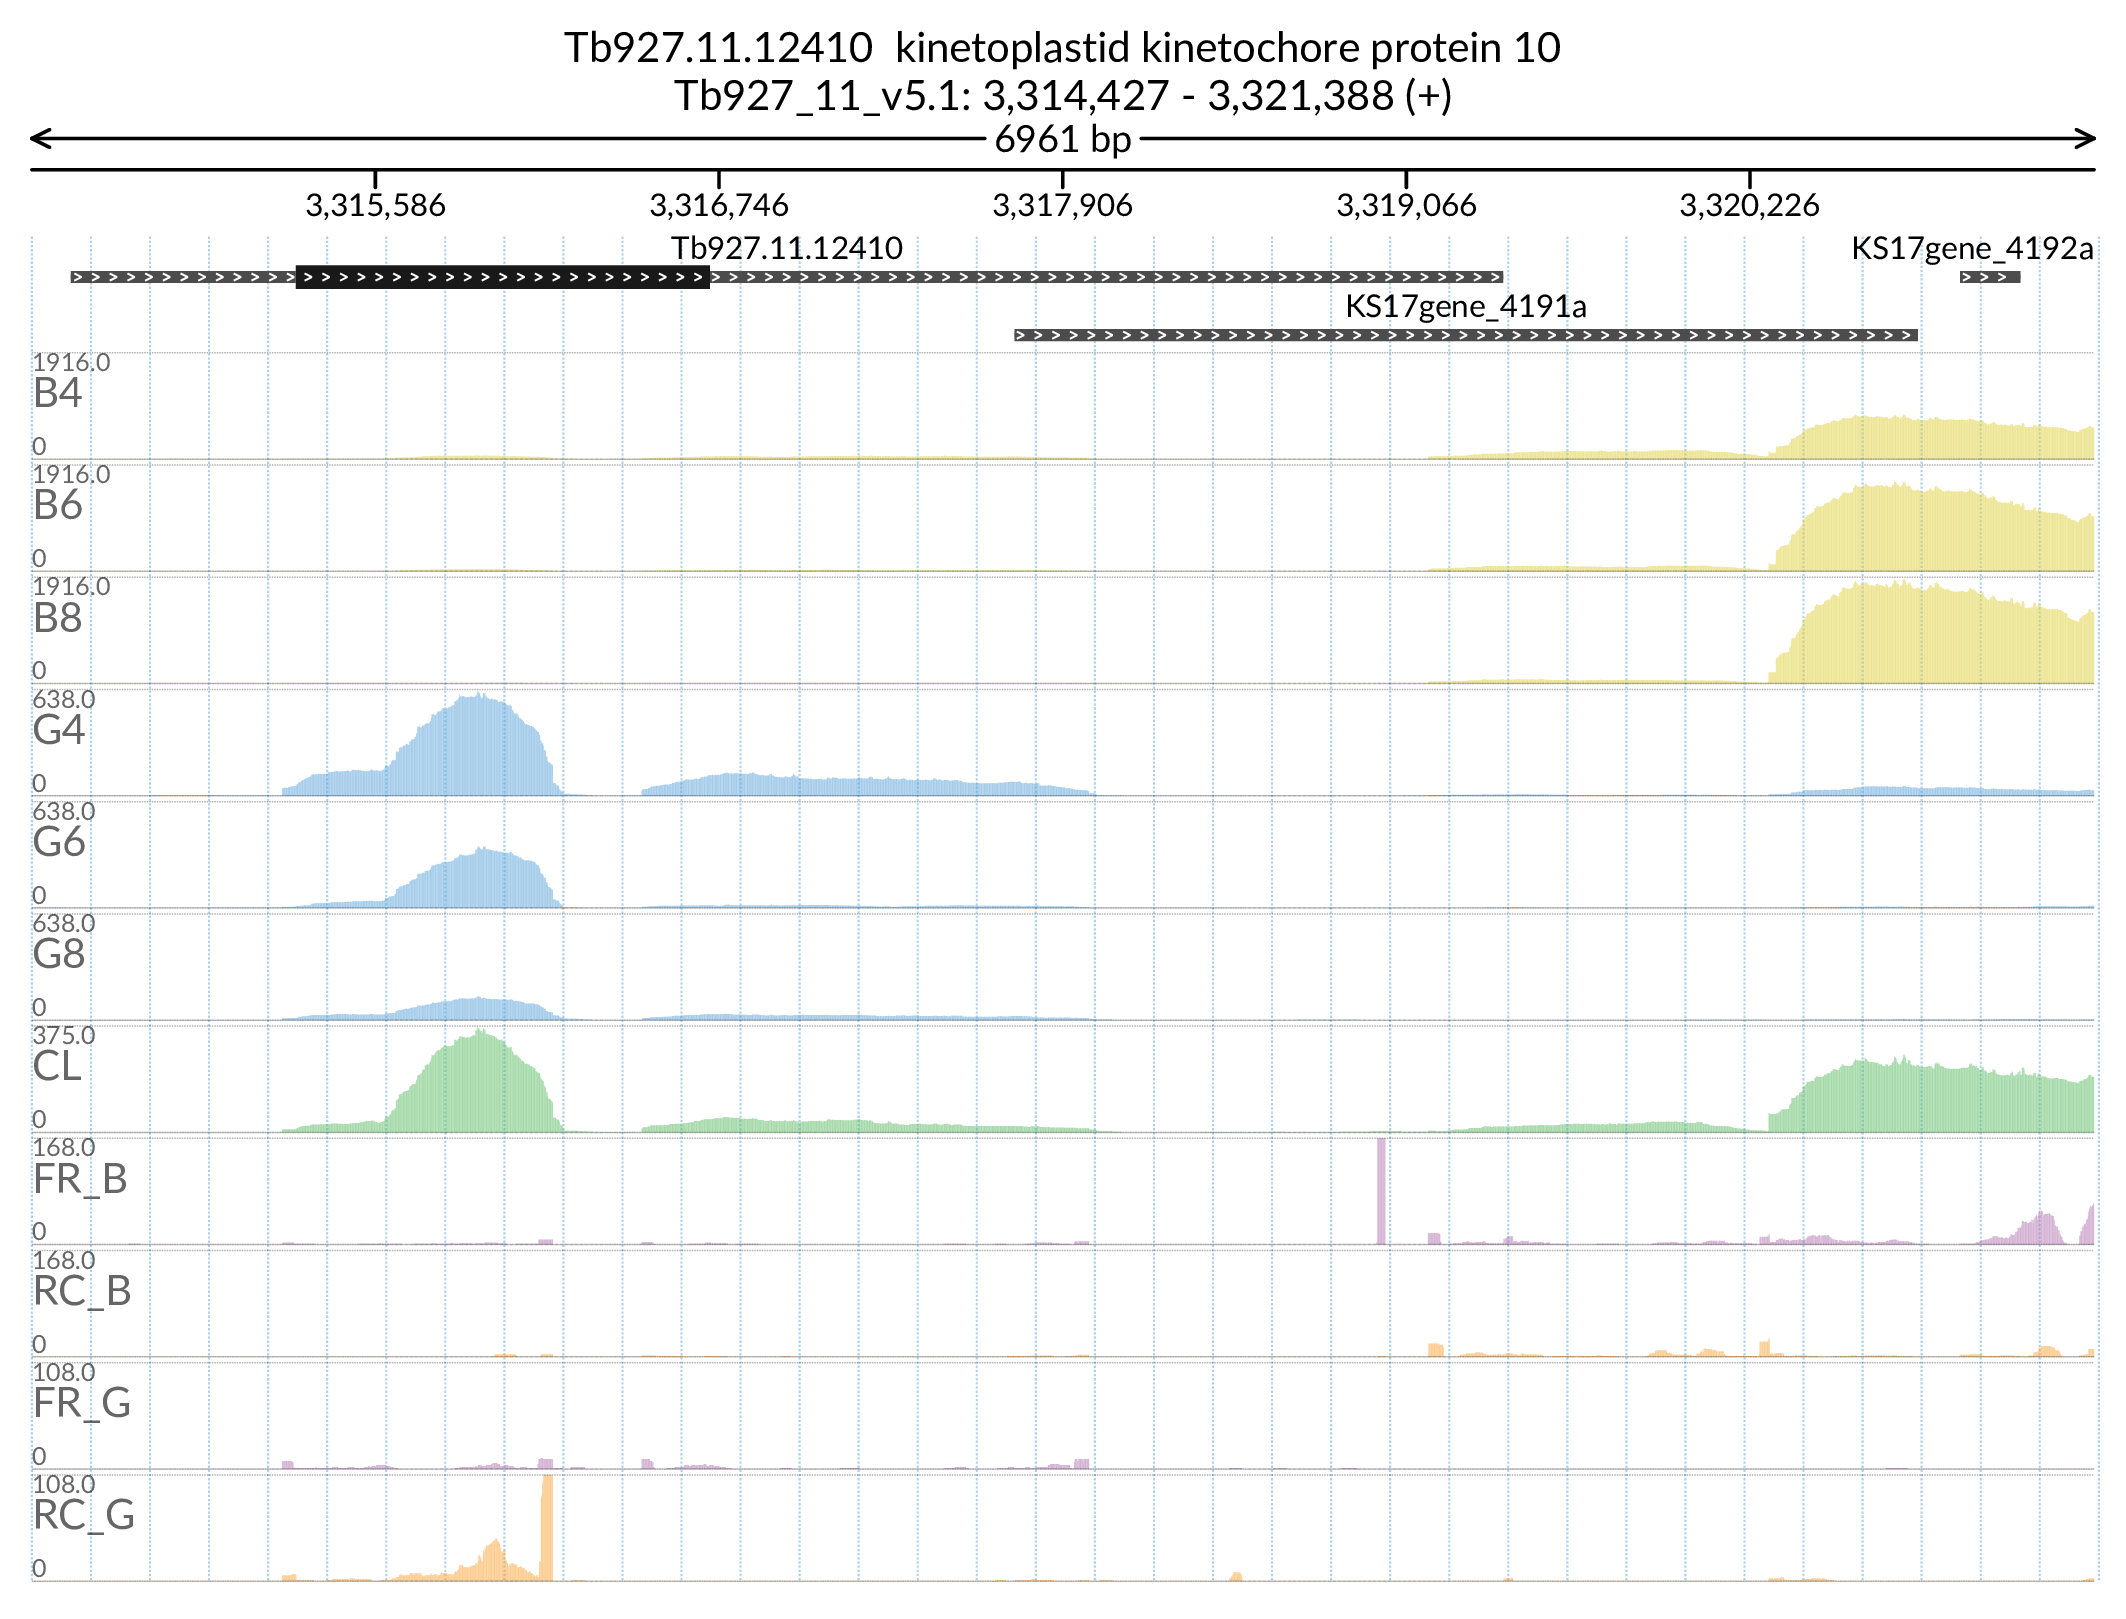 Tb927.11.12410  kinetoplastid kinetochore protein 10
Tb927_11_v5.1: 3,314,427 - 3,321,388 (+)
6961 bp
3,315,586 3,316,746 3,317,906 3,319,066 3,320,226
Tb927.11.12410 KS17gene_4192a
KS17gene_4191a
1916.0
B4
0
1916.0
B6
0
1916.0
B8
0
638.0
G4
0
638.0
G6
0
638.0
G8
0
375.0
CL
0
168.0
FR_B
0
168.0
RC_B
0
108.0
FR_G
0
108.0
RC_G
0